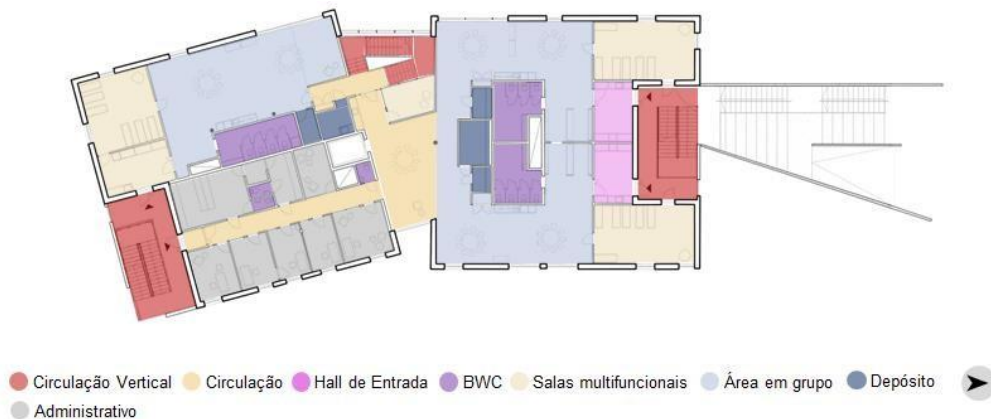 Circulação Vertical Circulação Hall de Entrada BWC Salas multifuncionais Área em grupo Depósito
Administrativo